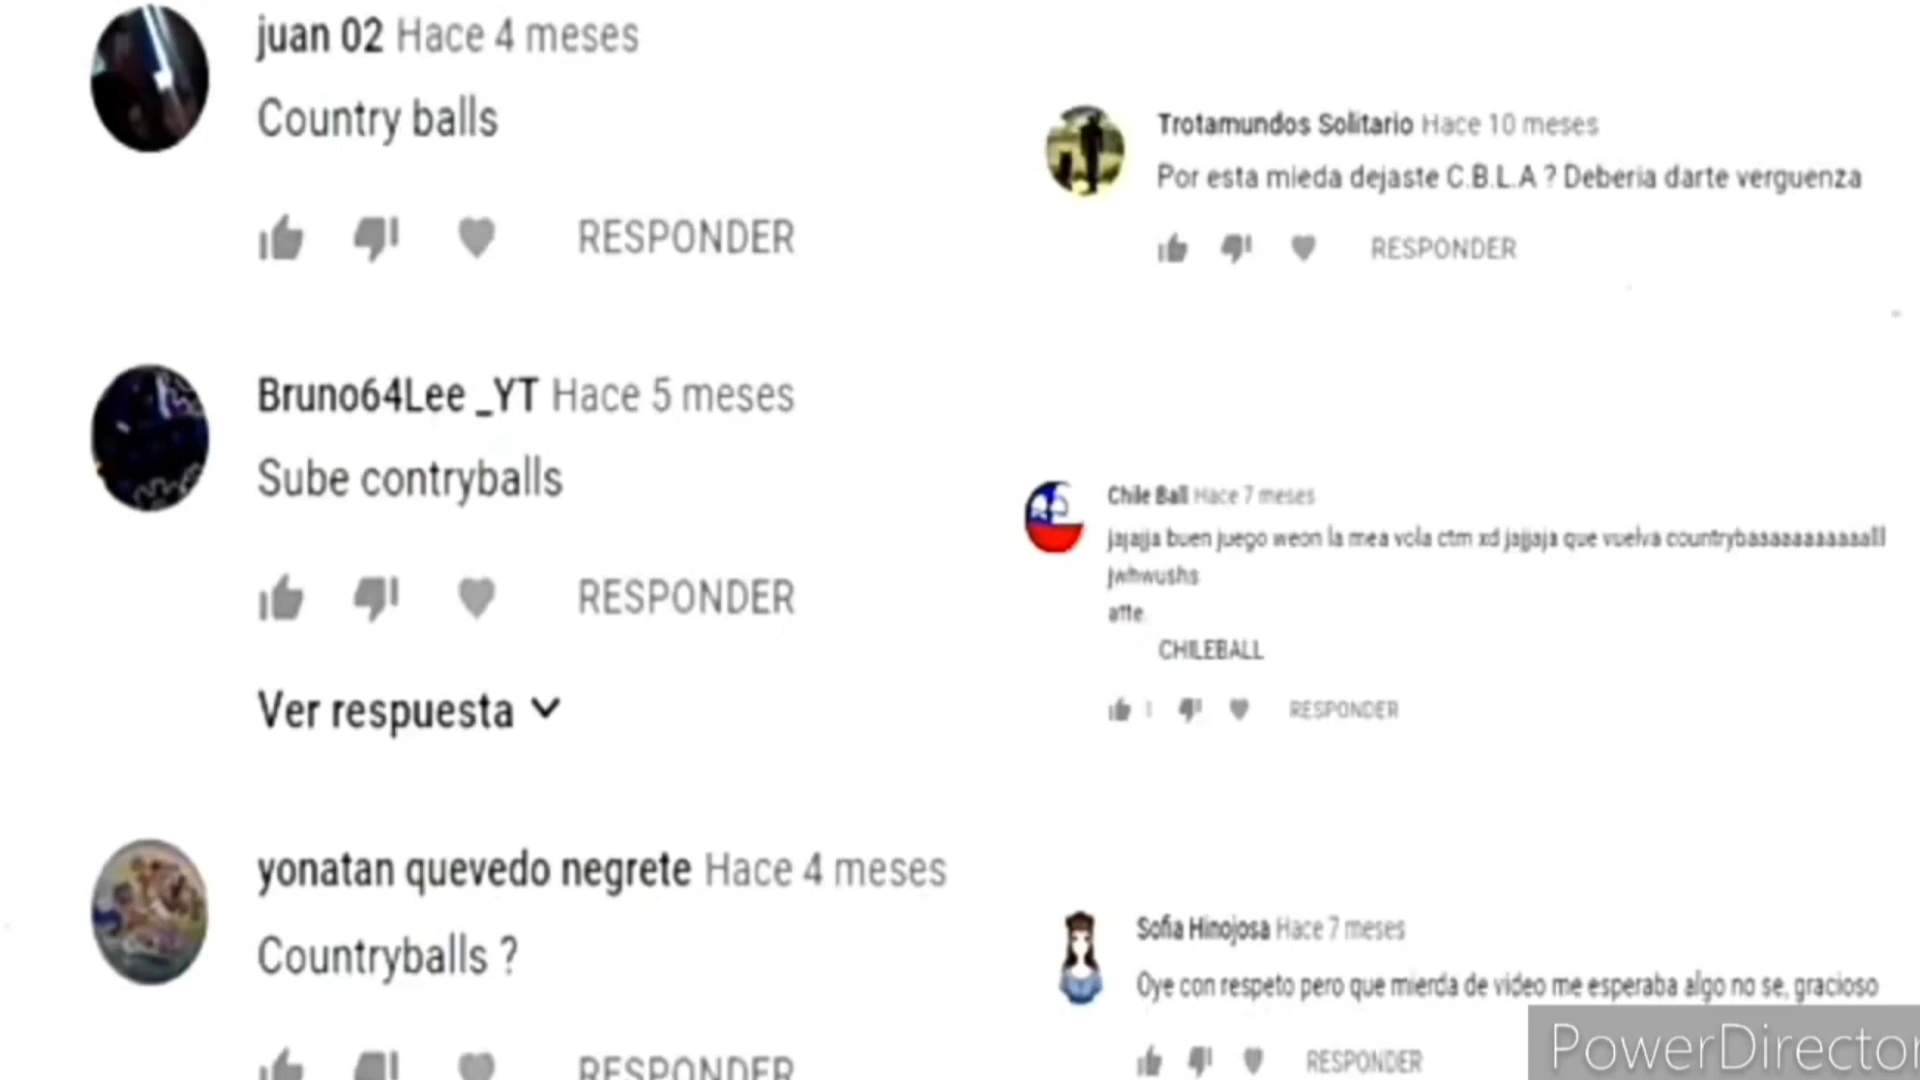 juan 02 Hace 4 meses
Country balls
RESPONDER
Bruno64Lee _YT Hace 5 meses
Sube contryballs
RESPONDER
Ver respuesta
yonatan quevedo negrete Hace 4 meses
Countryballs ?
RESPONDER
Trotamundos Solitario Hace 10 meses
Por esta mieda dejaste C.B.L.A ? Deberia darte verguenza
RESPONDER
Chile Ball Hace 7 meses
jajajja buen juego weon la mea vola ctm xd jajjaja que vuelva countrybasaaaaaaaaall
jwhwushs
atte
CHILEBALL
1 RESPONDER
Sofia Hinojosa Hace 7 meses
Oye con respeto pero que mierda de video me esperaba algo no se, gracioso
RESPONDER
PowerDirector